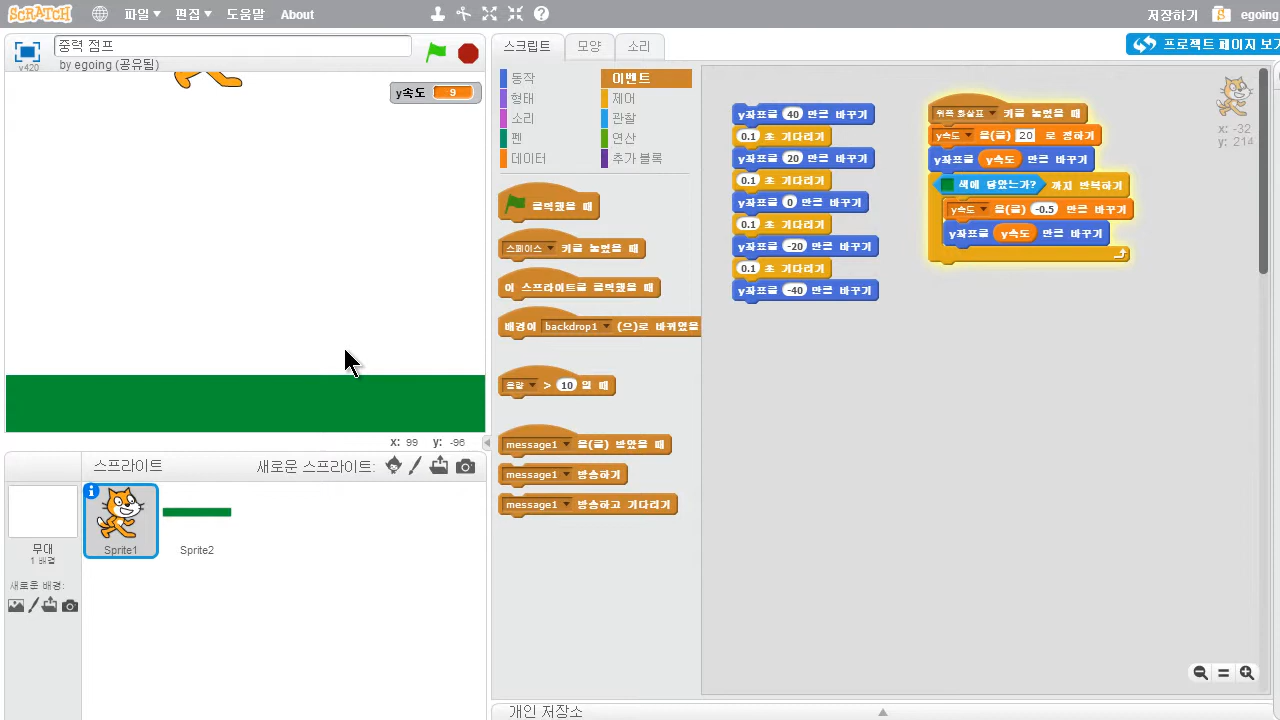 SCRATCH 파일 편집 도움말 About 저장하기 egoing
v420 중력 점프
by egoing (공유됨)
y속도 9
x: 99 y: -96
스프라이트 새로운 스프라이트:
무대
1 배경
새로운 배경:
Sprite1 Sprite2
스크립트 모양 소리
프로젝트 페이지 보기
동작 이벤트
형태 제어
소리 관찰
펜 연산
데이터 추가 블록
클릭했을 때
스페이스 키를 눌렀을 때
이 스프라이트를 클릭했을 때
배경이 backdrop1 (으)로 바뀌었을
음량 > 10 일 때
message1 을(를) 받았을 때
message1 방송하기
message1 방송하고 기다리기
y좌표를 40 만큼 바꾸기
0.1 초 기다리기
y좌표를 20 만큼 바꾸기
0.1 초 기다리기
y좌표를 0 만큼 바꾸기
0.1 초 기다리기
y좌표를 -20 만큼 바꾸기
0.1 초 기다리기
y좌표를 -40 만큼 바꾸기
위쪽 화살표 키를 눌렀을 때
y속도 을(를) 20 로 정하기
y좌표를 y속도 만큼 바꾸기
색에 닿았는가? 까지 반복하기
y속도 을(를) -0.5 만큼 바꾸기
y좌표를 y속도 만큼 바꾸기
x: -32
y: 214
개인 저장소